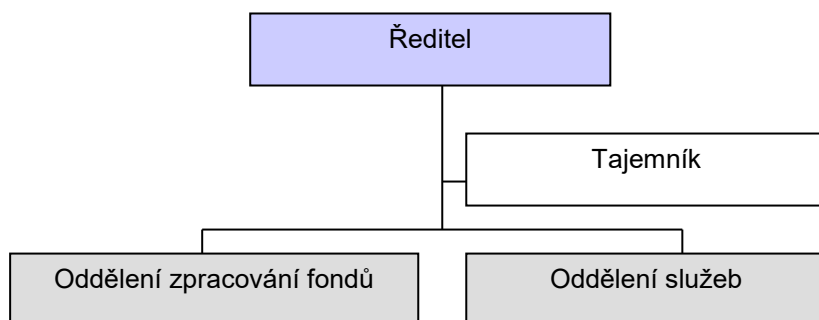 Ředitel
Tajemník
Oddělení zpracování fondů
Oddělení služeb